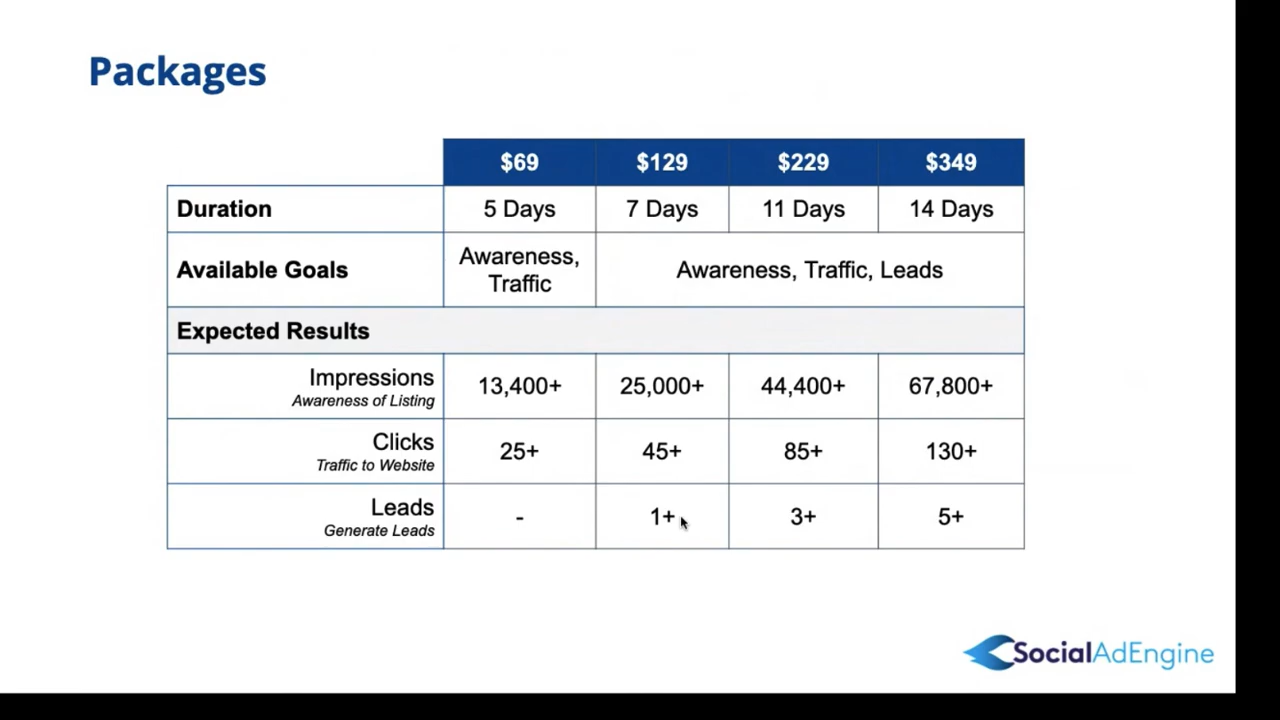 Packages
$69 $129 $229 $349
Duration 5 Days 7 Days 11 Days 14 Days
Available Goals Awareness, Traffic Awareness, Traffic, Leads
Expected Results
Impressions 13,400+ 25,000+ 44,400+ 67,800+
Awareness of Listing
Clicks 25+ 45+ 85+ 130+
Traffic to Website
Leads - 1+ 3+ 5+
Generate Leads
SocialAdEngine